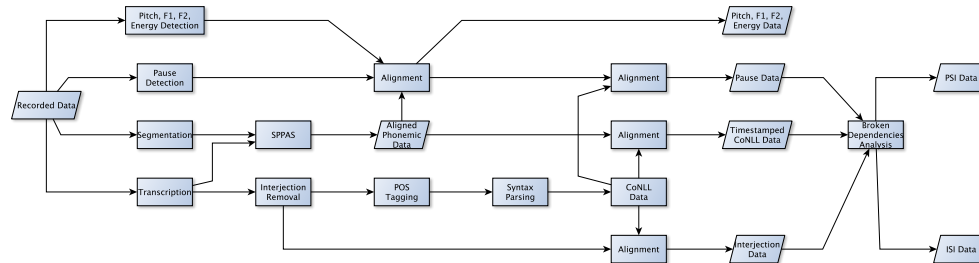 Pitch, F1, F2,
Energy Detection
Pitch, F1, F2,
Energy Data
Pause
Detection
Alignment
Alignment
Pause Data
PSI Data
Recorded Data
Segmentation
SPPAS
Aligned
Phonemic
Data
Alignment
Timestamped
CoNLL Data
Broken
Dependencies
Analysis
Transcription
Interjection
Removal
POS
Tagging
Syntax
Parsing
CoNLL
Data
Alignment
Interjection
Data
ISI Data